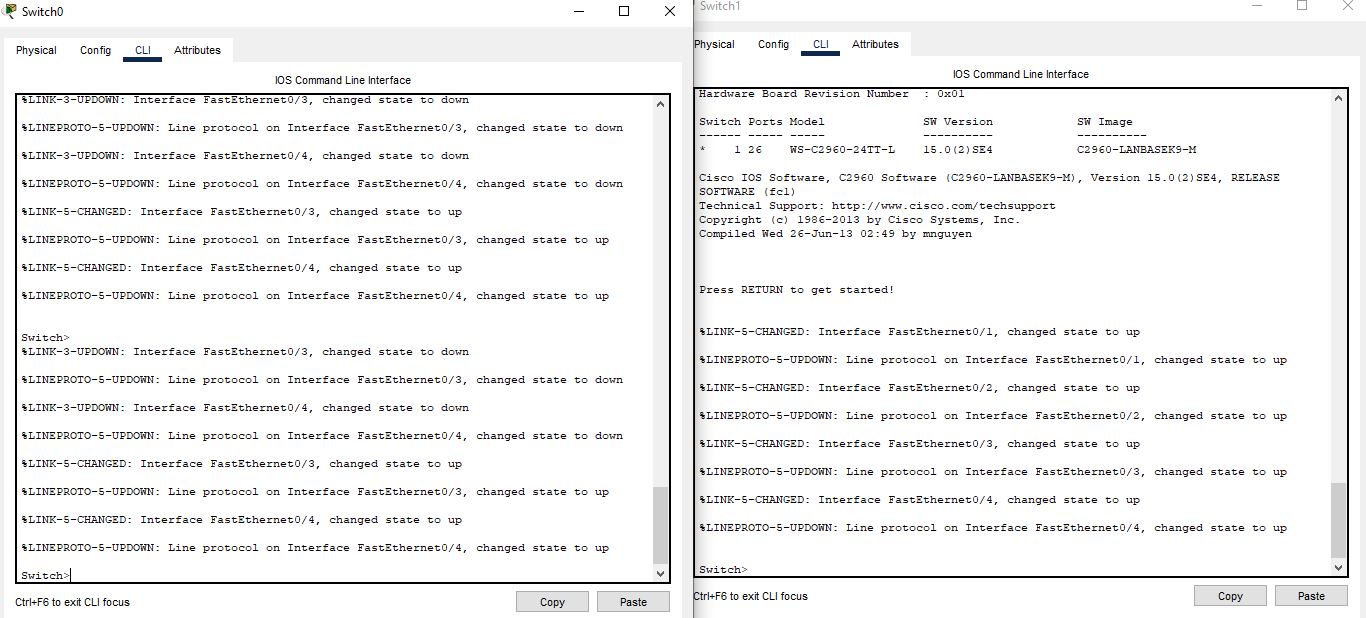 Switch0
Physical Config CLI Attributes
IOS Command Line Interface
%LINK-3-UPDOWN: Interface FastEthernet0/3, changed state to down
%LINEPROTO-5-UPDOWN: Line protocol on Interface FastEthernet0/3, changed state to down
%LINK-3-UPDOWN: Interface FastEthernet0/4, changed state to down
%LINEPROTO-5-UPDOWN: Line protocol on Interface FastEthernet0/4, changed state to down
%LINK-5-CHANGED: Interface FastEthernet0/3, changed state to up
%LINEPROTO-5-UPDOWN: Line protocol on Interface FastEthernet0/3, changed state to up
%LINK-5-CHANGED: Interface FastEthernet0/4, changed state to up
%LINEPROTO-5-UPDOWN: Line protocol on Interface FastEthernet0/4, changed state to up
Switch>
%LINK-3-UPDOWN: Interface FastEthernet0/3, changed state to down
%LINEPROTO-5-UPDOWN: Line protocol on Interface FastEthernet0/3, changed state to down
%LINK-3-UPDOWN: Interface FastEthernet0/4, changed state to down
%LINEPROTO-5-UPDOWN: Line protocol on Interface FastEthernet0/4, changed state to down
%LINK-5-CHANGED: Interface FastEthernet0/3, changed state to up
%LINEPROTO-5-UPDOWN: Line protocol on Interface FastEthernet0/3, changed state to up
%LINK-5-CHANGED: Interface FastEthernet0/4, changed state to up
%LINEPROTO-5-UPDOWN: Line protocol on Interface FastEthernet0/4, changed state to up
Switch>
Ctrl+F6 to exit CLI focus
Copy Paste
Switch1
Physical Config CLI Attributes
IOS Command Line Interface
Hardware Board Revision Number : 0x01
Switch Ports Model SW Version SW Image
------ ----- ----- ---------- ----------
* 1 26 WS-C2960-24TT-L 15.0(2)SE4 C2960-LANBASEK9-M
Cisco IOS Software, C2960 Software (C2960-LANBASEK9-M), Version 15.0(2)SE4, RELEASE
SOFTWARE (fc1)
Technical Support: http://www.cisco.com/techsupport
Copyright (c) 1986-2013 by Cisco Systems, Inc.
Compiled Wed 26-Jun-13 02:49 by mnguyen
Press RETURN to get started!
%LINK-5-CHANGED: Interface FastEthernet0/1, changed state to up
%LINEPROTO-5-UPDOWN: Line protocol on Interface FastEthernet0/1, changed state to up
%LINK-5-CHANGED: Interface FastEthernet0/2, changed state to up
%LINEPROTO-5-UPDOWN: Line protocol on Interface FastEthernet0/2, changed state to up
%LINK-5-CHANGED: Interface FastEthernet0/3, changed state to up
%LINEPROTO-5-UPDOWN: Line protocol on Interface FastEthernet0/3, changed state to up
%LINK-5-CHANGED: Interface FastEthernet0/4, changed state to up
%LINEPROTO-5-UPDOWN: Line protocol on Interface FastEthernet0/4, changed state to up
Switch>
Ctrl+F6 to exit CLI focus
Copy Paste